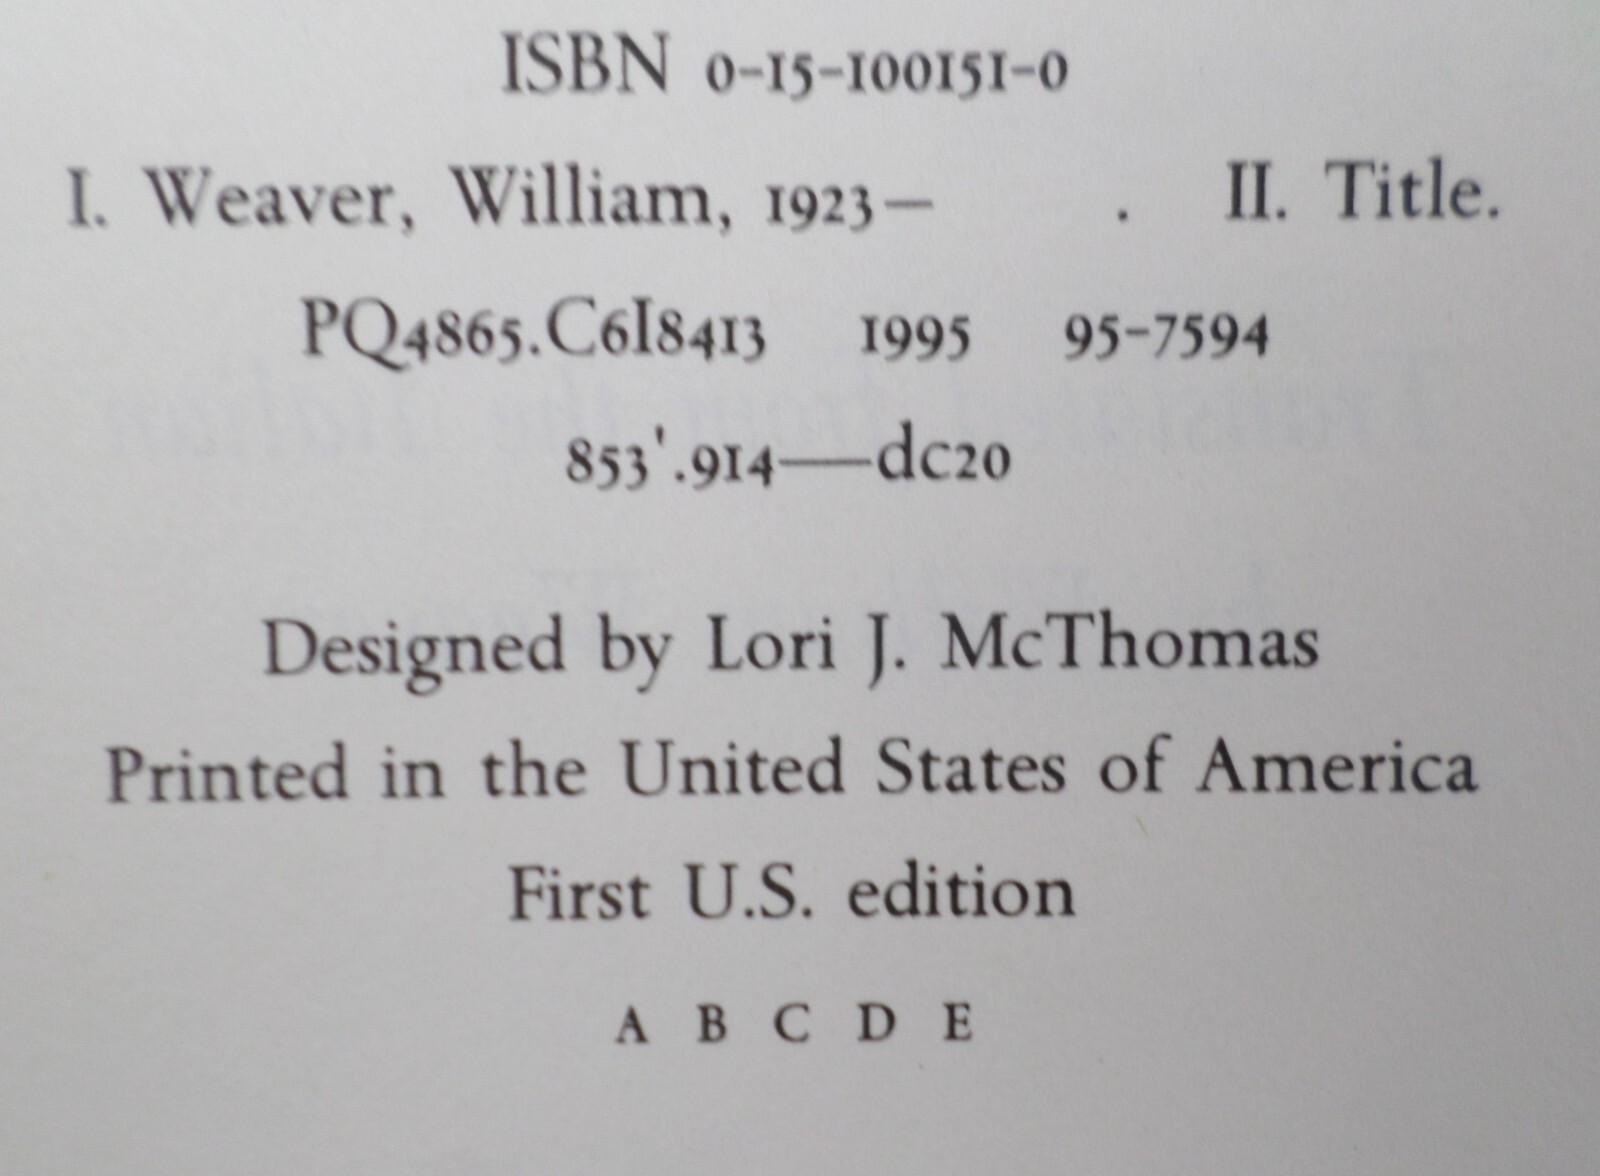 ISBN 0-15-100151-0
I. Weaver, William, 1923– . II. Title.
PQ4865.C6I8413 1995 95-7594
853'.914—dc20
Designed by Lori J. McThomas
Printed in the United States of America
First U.S. edition
A B C D E